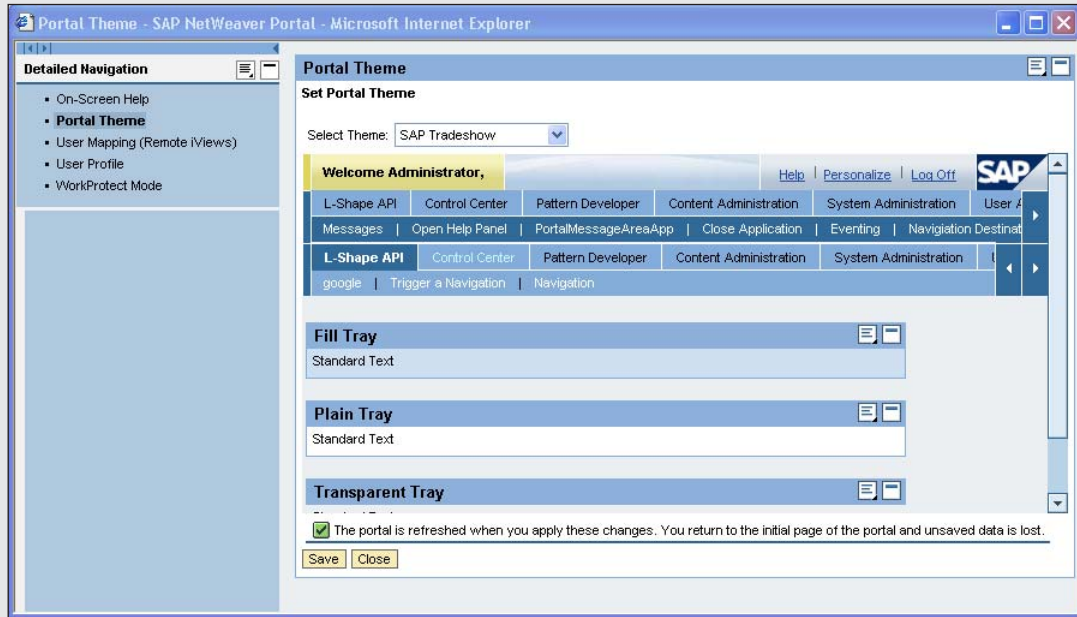 Portal Theme - SAP NetWeaver Portal - Microsoft Internet Explorer
Detailed Navigation
On-Screen Help
Portal Theme
User Mapping (Remote iViews)
User Profile
WorkProtect Mode
Portal Theme
Set Portal Theme
Select Theme: SAP Tradeshow
Welcome Administrator,
Help | Personalize | Log Off
SAP
L-Shape API Control Center Pattern Developer Content Administration System Administration User A
Messages | Open Help Panel | PortalMessageAreaApp | Close Application | Eventing | Navigiation Destinat
L-Shape API Control Center Pattern Developer Content Administration System Administration
google | Trigger a Navigation | Navigation
Fill Tray
Standard Text
Plain Tray
Standard Text
Transparent Tray
The portal is refreshed when you apply these changes. You return to the initial page of the portal and unsaved data is lost.
Save Close